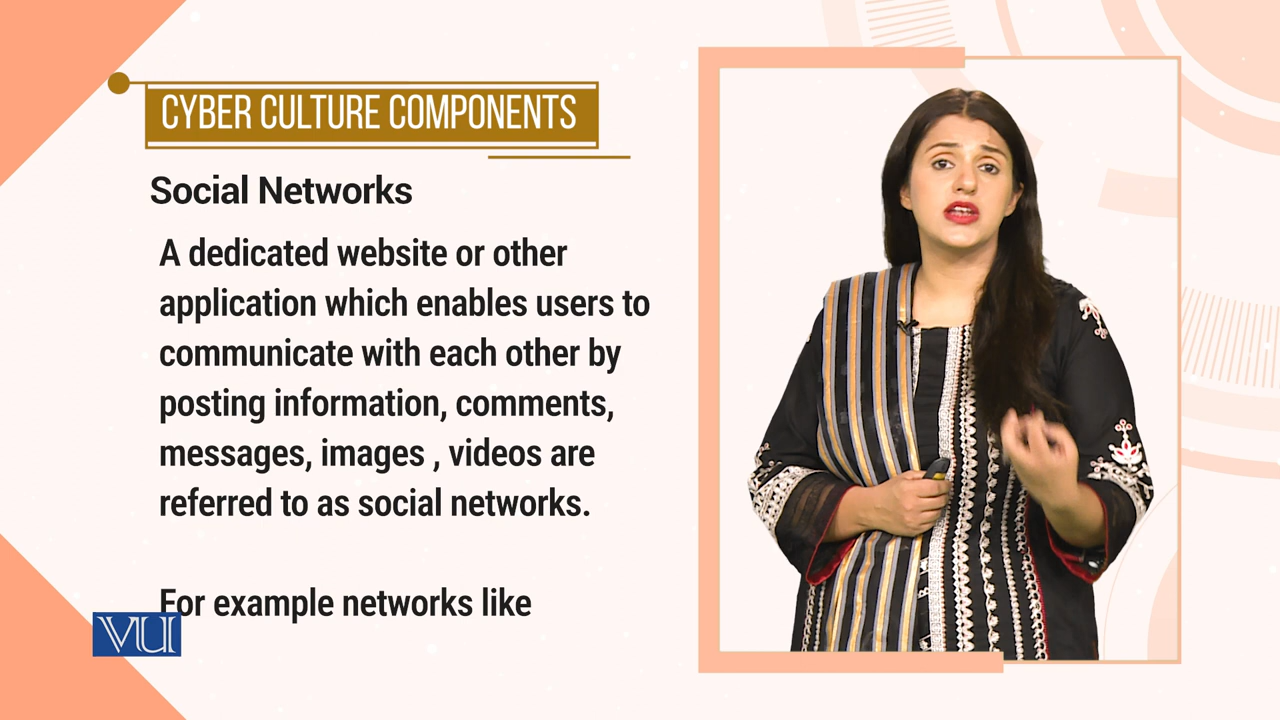 CYBER CULTURE COMPONENTS
Social Networks
A dedicated website or other
application which enables users to
communicate with each other by
posting information, comments,
messages, images , videos are
referred to as social networks.
For example networks like
VU